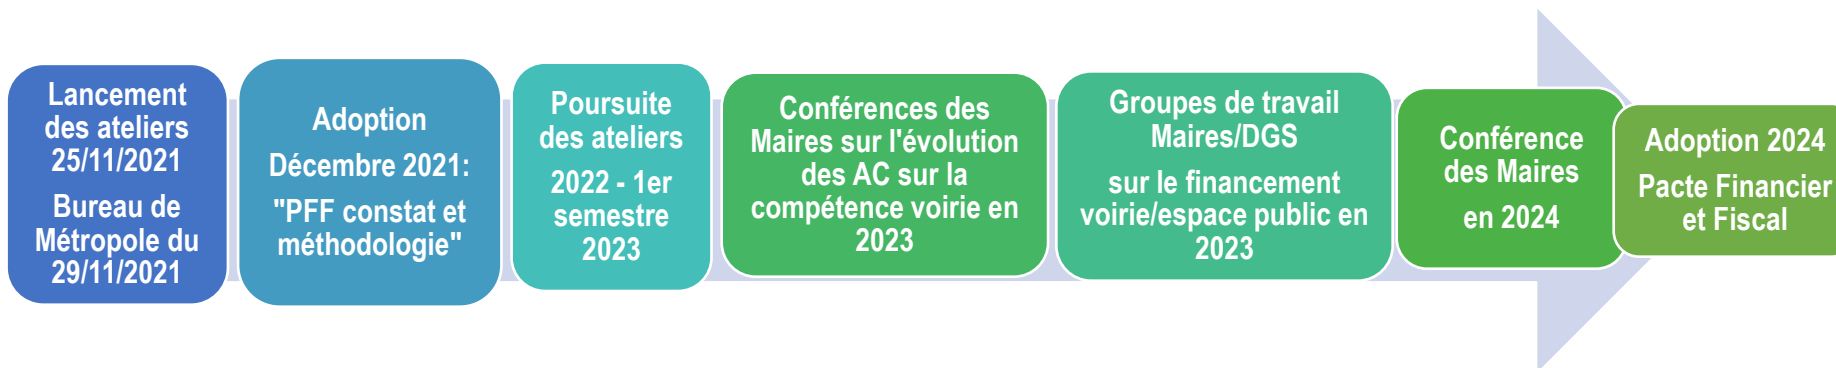 Lancement
des ateliers
25/11/2021
Bureau de
Métropole du
29/11/2021
Adoption
Décembre 2021:
"PFF constat et
méthodologie"
Poursuite
des ateliers
2022 - 1er
semestre
2023
Conférences des
Maires sur l'évolution
des AC sur la
compétence voirie en
2023
Groupes de travail
Maires/DGS
sur le financement
voirie/espace public en
2023
Conférence
des Maires
en 2024
Adoption 2024
Pacte Financier
et Fiscal